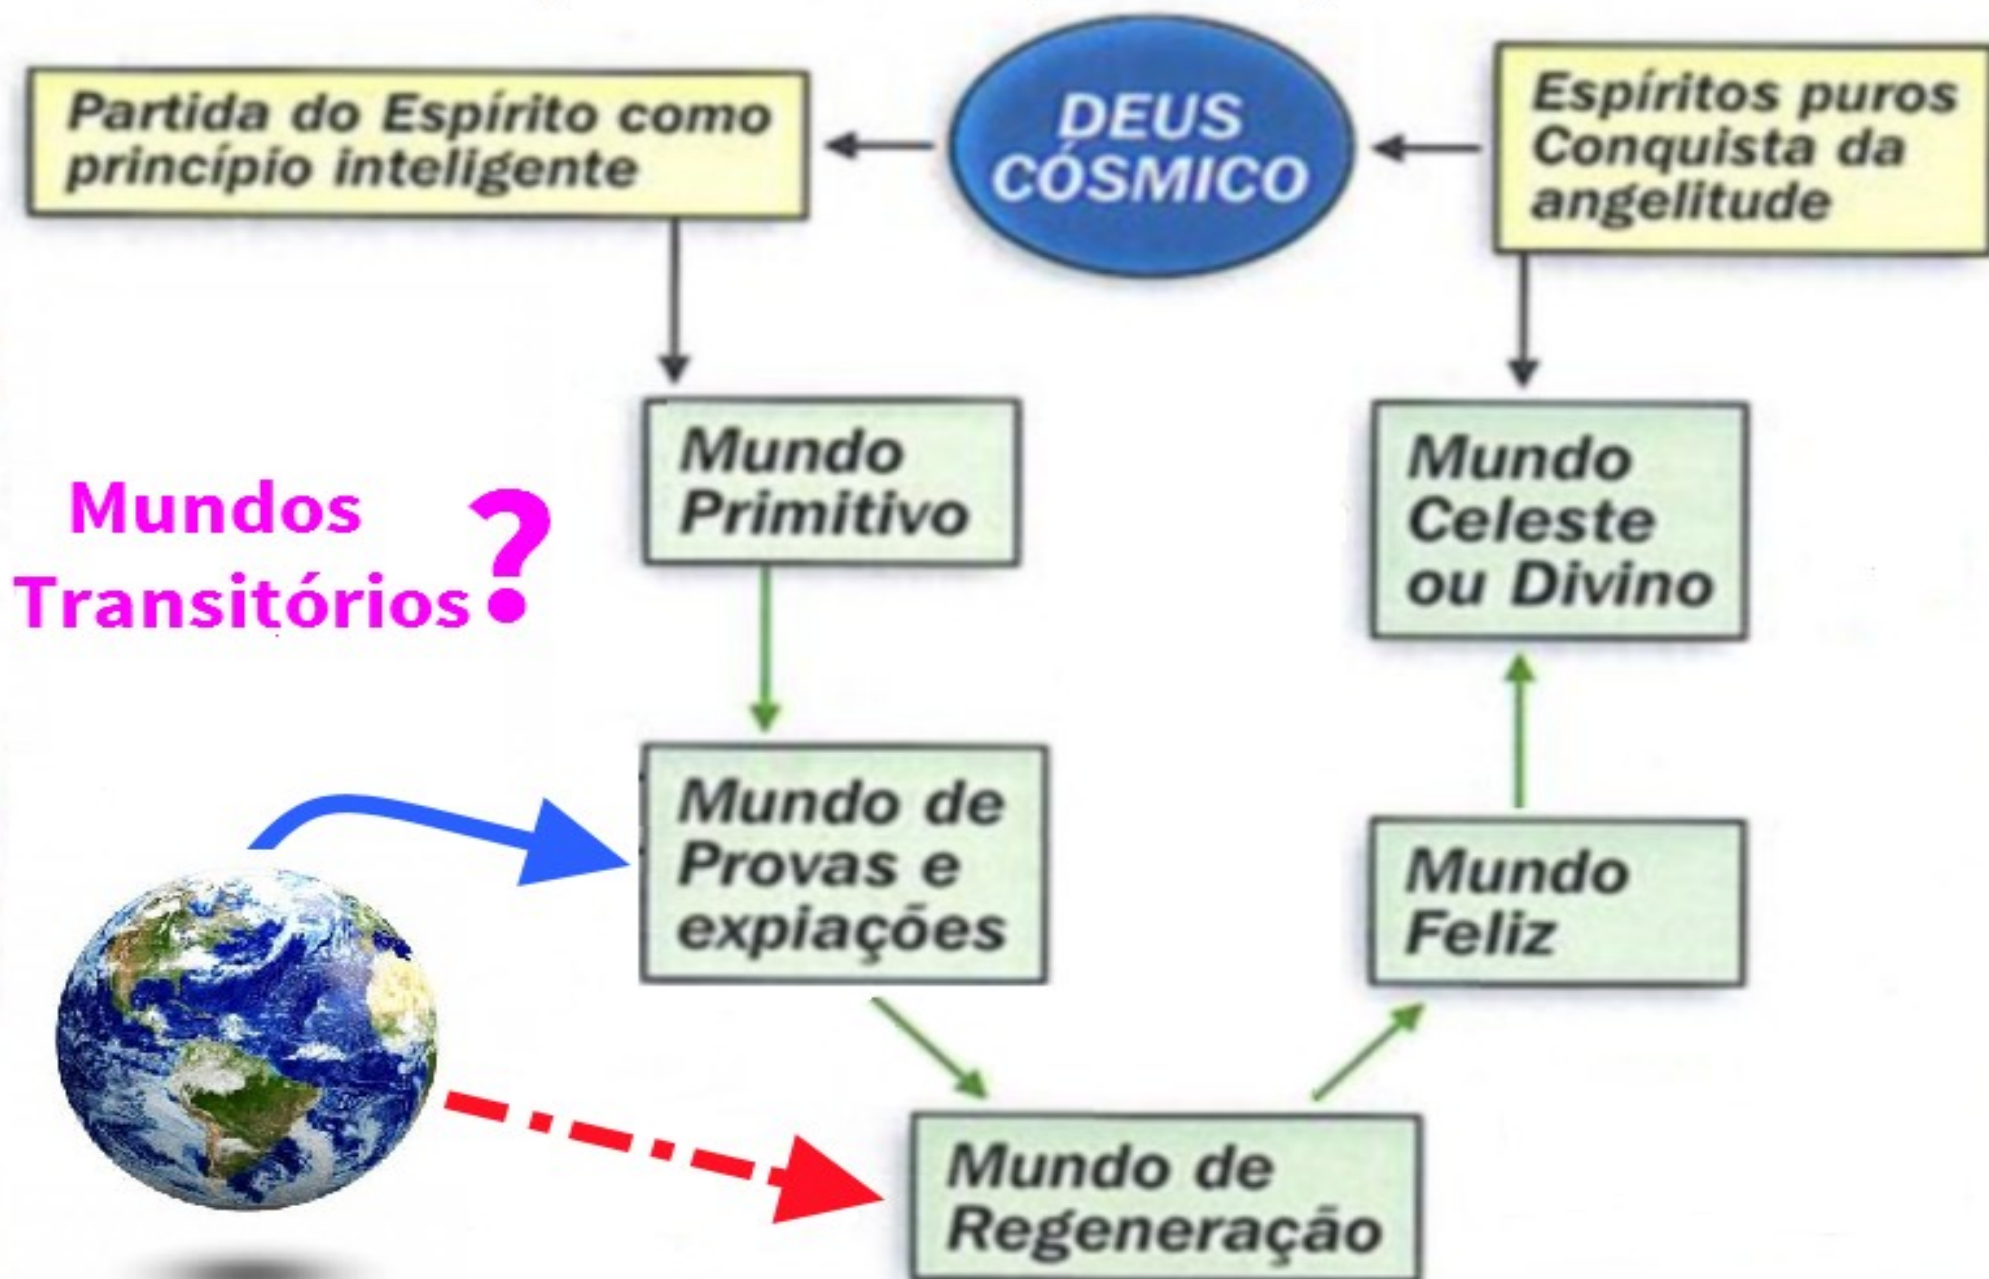 Partida do Espírito como
princípio inteligente
DEUS
CÓSMICO
Espíritos puros
Conquista da
angelitude
Mundo
Primitivo
Mundo
Celeste
ou Divino
Mundos
Transitórios?
Mundo de
Provas e
expiações
Mundo
Feliz
Mundo de
Regeneração